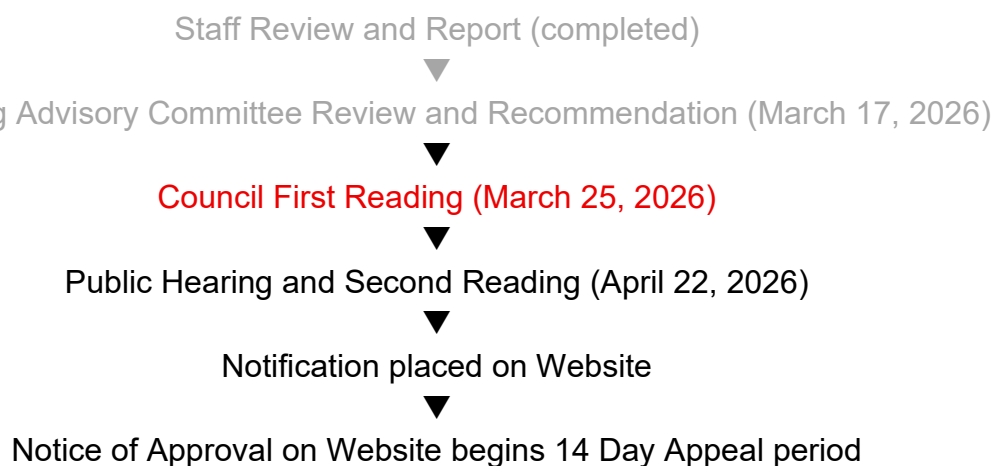 Staff Review and Report (completed)
g Advisory Committee Review and Recommendation (March 17, 2026)
Council First Reading (March 25, 2026)
Public Hearing and Second Reading (April 22, 2026)
Notification placed on Website
Notice of Approval on Website begins 14 Day Appeal period